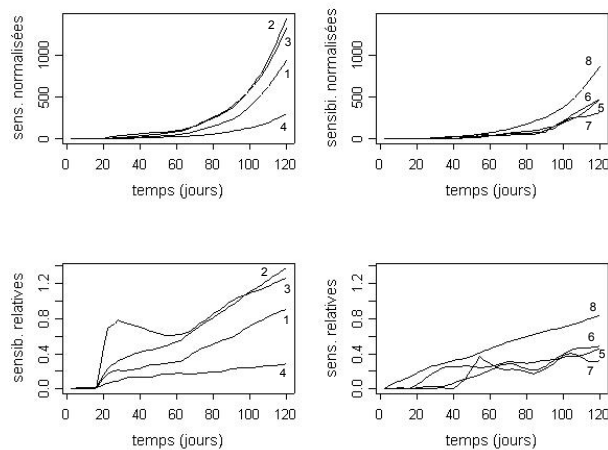 sens. normalisées
1000
500
0
2
3
1
4
0 20 40 60 80 100 120
temps (jours)
sensibi. normalisées
1000
500
0
8
6
5
7
0 20 40 60 80 100 120
temps (jours)
sensib. relatives
1.2
0.8
0.4
0.0
2
3
1
4
0 20 40 60 80 100 120
temps (jours)
sens. relatives
1.2
0.8
0.4
0.0
8
6
5
7
0 20 40 60 80 100 120
temps (jours)